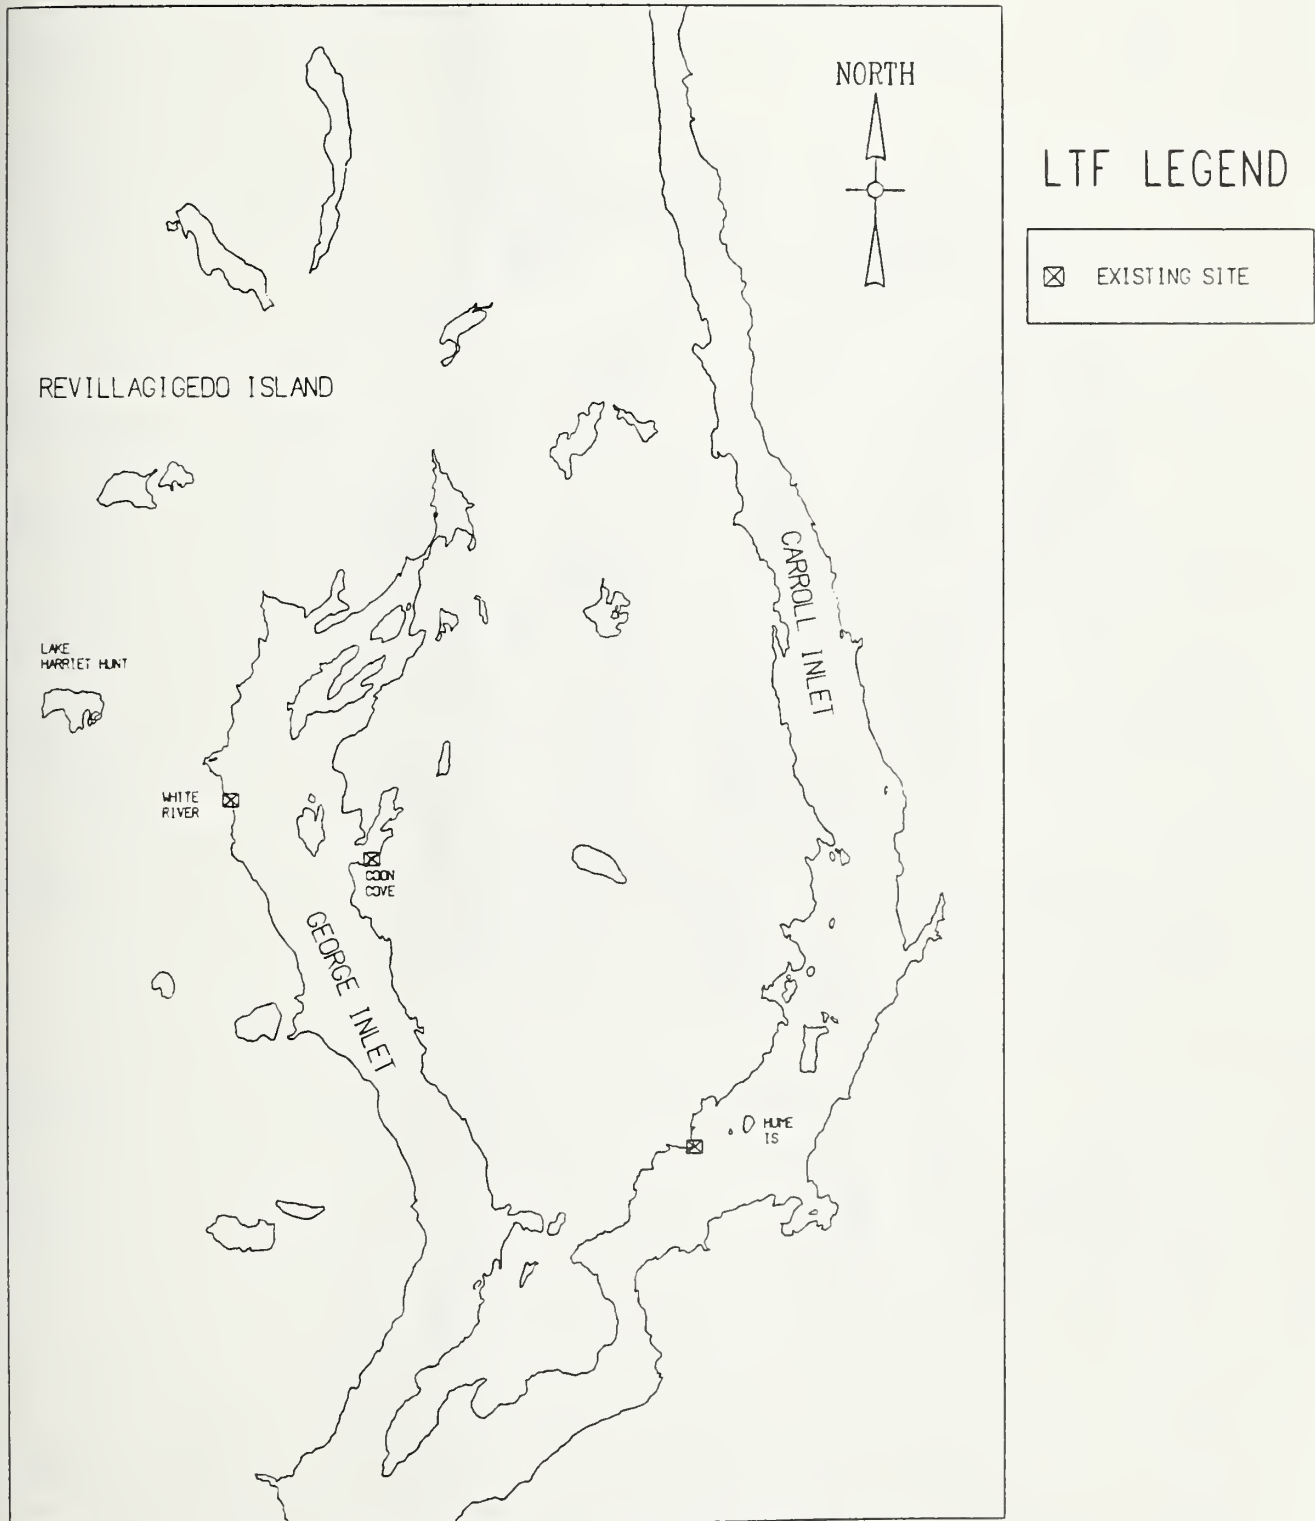 NORTH
LTF LEGEND
EXISTING SITE
REVILLAGIGEDO ISLAND
CARROLL INLET
LAKE
HARRIET HUNT
WHITE
RIVER
COON
COVE
GEORGE INLET
HUME
IS